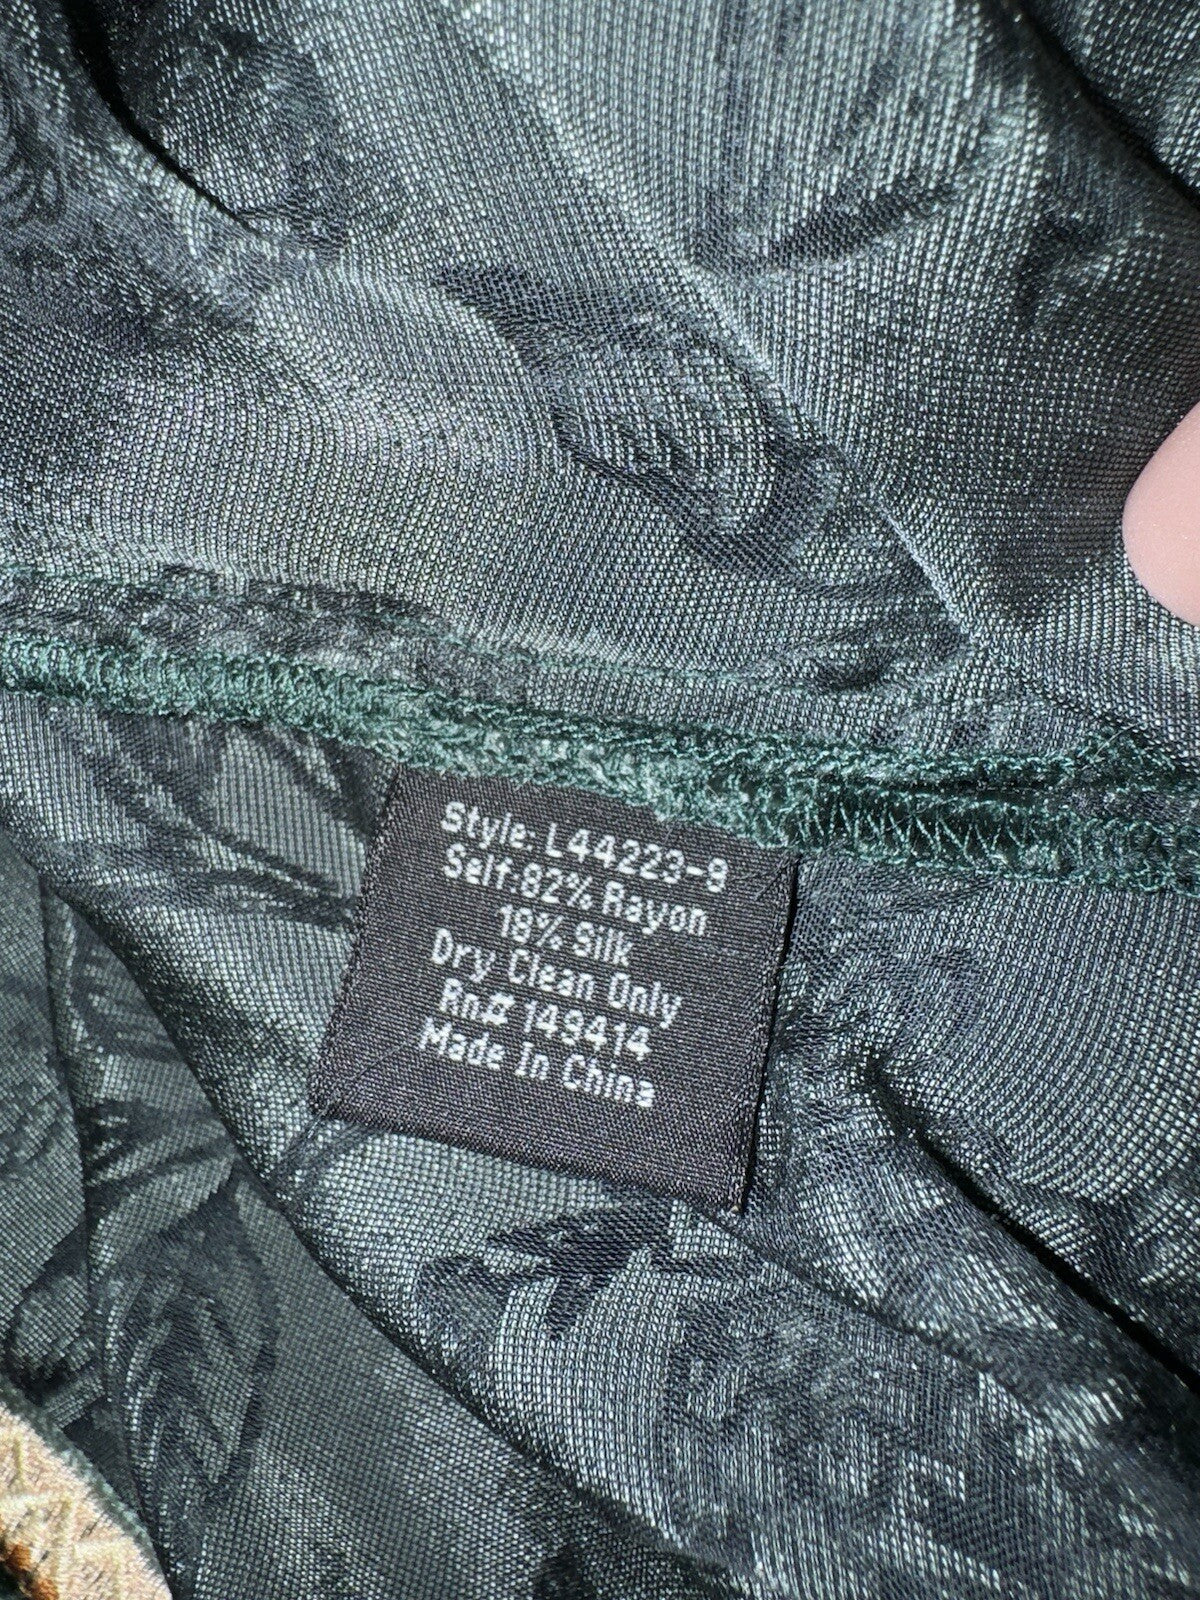 Style: L44223-9
Self:82% Rayon
18% Silk
Dry Clean Only
Rn# 149414
Made In China